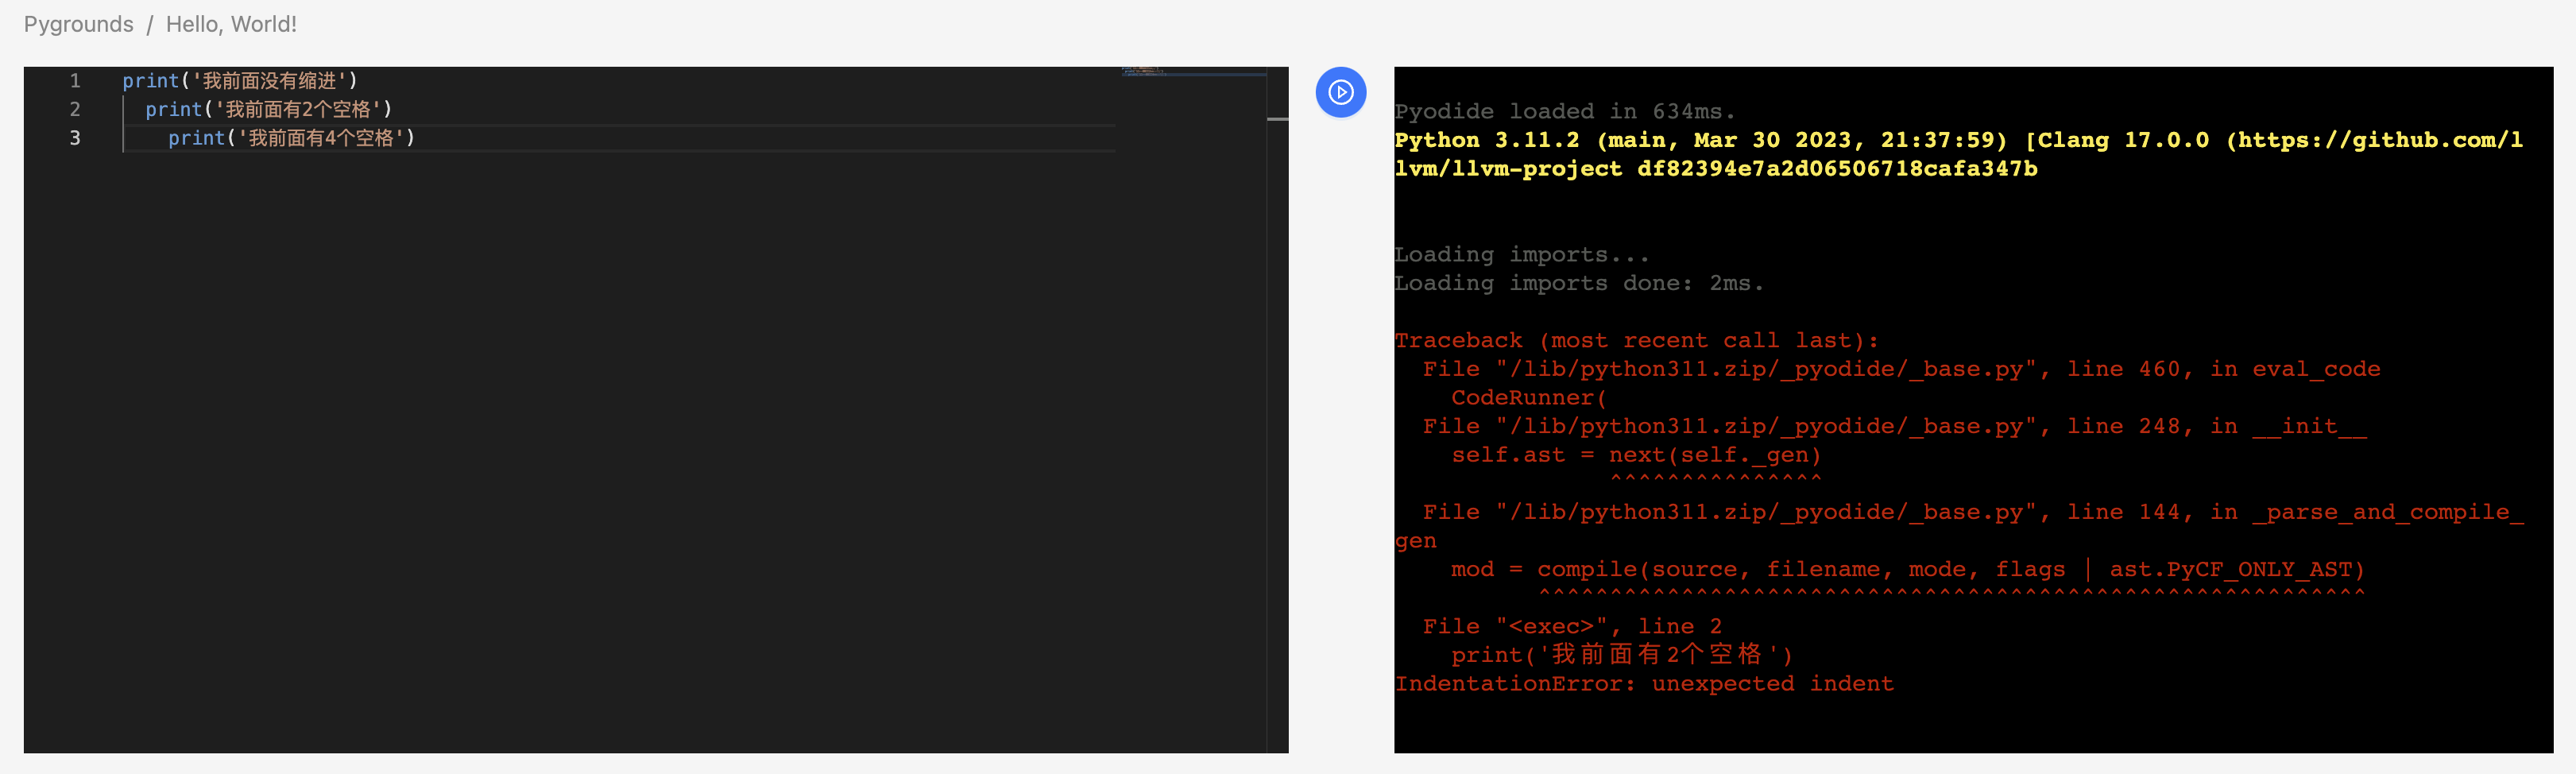 Pygrounds / Hello, World!
1 print('我前面没有缩进')
2   print('我前面有2个空格')
3     print('我前面有4个空格')
Pyodide loaded in 634ms.
Python 3.11.2 (main, Mar 30 2023, 21:37:59) [Clang 17.0.0 (https://github.com/l
lvm/llvm-project df82394e7a2d06506718cafa347b
Loading imports...
Loading imports done: 2ms.
Traceback (most recent call last):
  File "/lib/python311.zip/_pyodide/_base.py", line 460, in eval_code
    CodeRunner(
  File "/lib/python311.zip/_pyodide/_base.py", line 248, in __init__
    self.ast = next(self._gen)
               ^^^^^^^^^^^^^^^
  File "/lib/python311.zip/_pyodide/_base.py", line 144, in _parse_and_compile_
gen
    mod = compile(source, filename, mode, flags | ast.PyCF_ONLY_AST)
          ^^^^^^^^^^^^^^^^^^^^^^^^^^^^^^^^^^^^^^^^^^^^^^^^^^^^^^^^^^
  File "<exec>", line 2
    print('我前面有2个空格')
IndentationError: unexpected indent